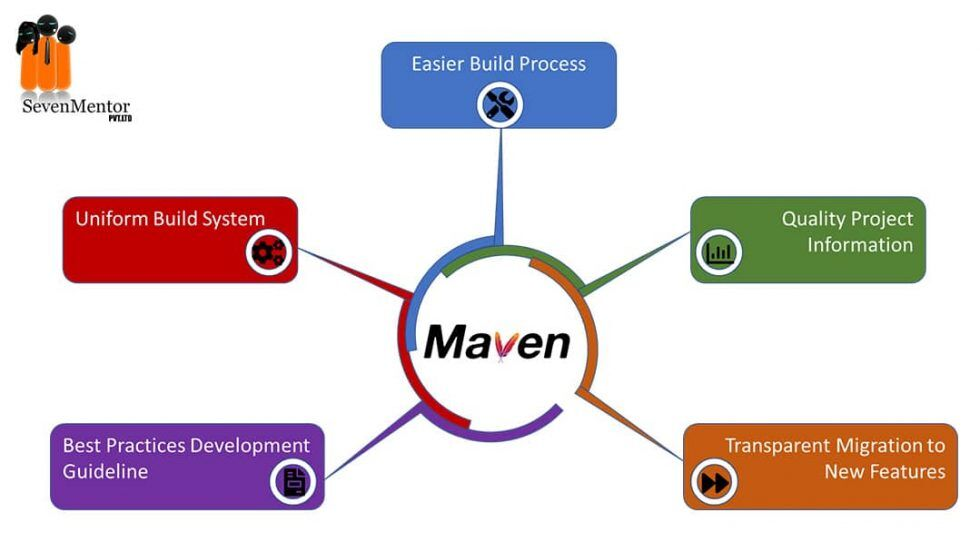 SevenMentor
PVT.LTD
Easier Build Process
Uniform Build System
Quality Project
Information
Maven
Best Practices Development
Guideline
Transparent Migration to
New Features